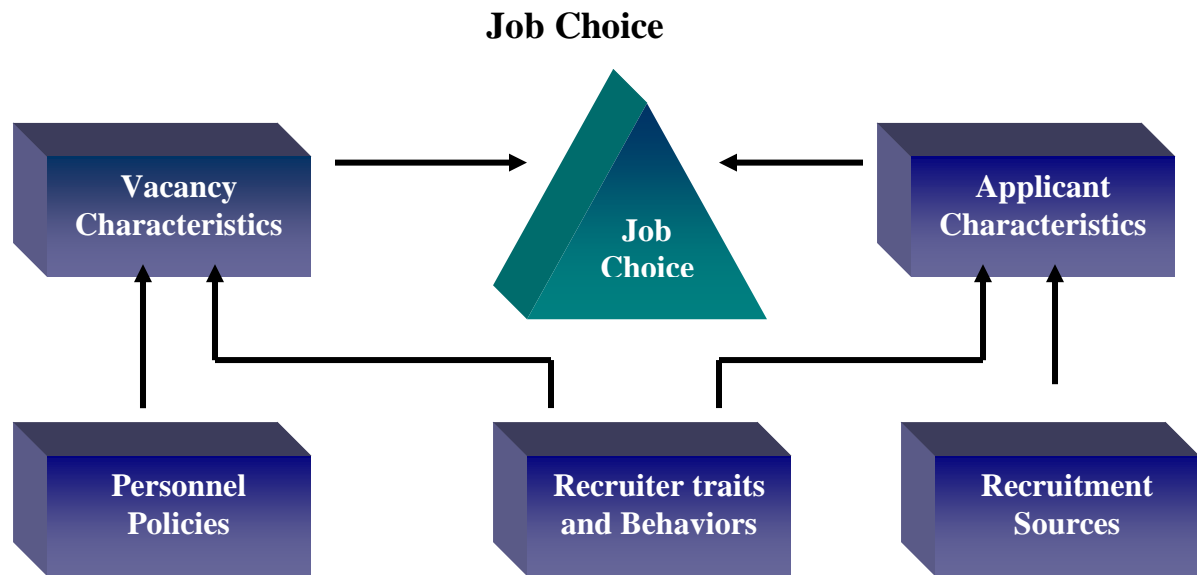 Job Choice
Vacancy
Characteristics
Job
Choice
Applicant
Characteristics
Personnel
Policies
Recruiter traits
and Behaviors
Recruitment
Sources